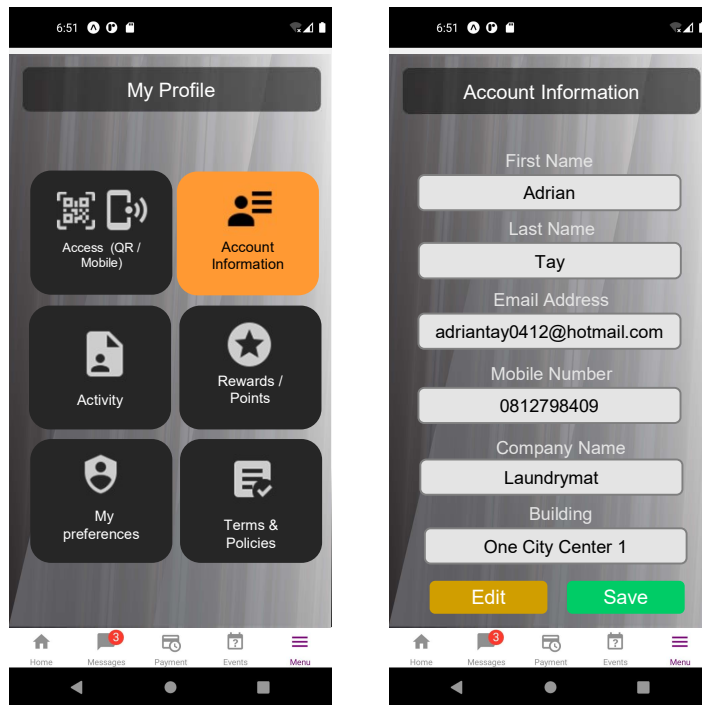 6:51
My Profile
Access (QR /
Mobile)
Account
Information
Activity
Rewards /
Points
My
preferences
Terms &
Policies
3
Home
Messages
Payment
Events
Menu
6:51
Account Information
First Name
Adrian
Last Name
Tay
Email Address
adriantay0412@hotmail.com
Mobile Number
0812798409
Company Name
Laundrymat
Building
One City Center 1
Edit
Save
3
Home
Messages
Payment
Events
Menu